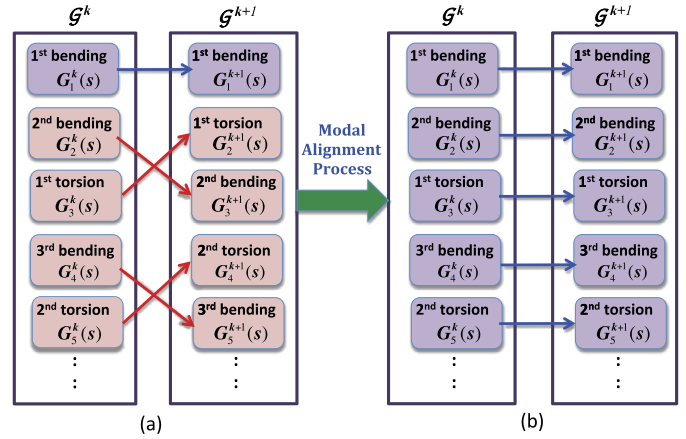 𝒢^k 𝒢^{k+1} 𝒢^k 𝒢^{k+1}
1st bending
G_1^k(s)
1st bending
G_1^{k+1}(s)
2nd bending
G_2^k(s)
1st torsion
G_2^{k+1}(s)
1st torsion
G_3^k(s)
2nd bending
G_3^{k+1}(s)
3rd bending
G_4^k(s)
2nd torsion
G_4^{k+1}(s)
2nd torsion
G_5^k(s)
3rd bending
G_5^{k+1}(s)
(a)
Modal
Alignment
Process
1st bending
G_1^k(s)
1st bending
G_1^{k+1}(s)
2nd bending
G_2^k(s)
2nd bending
G_2^{k+1}(s)
1st torsion
G_3^k(s)
1st torsion
G_3^{k+1}(s)
3rd bending
G_4^k(s)
3rd bending
G_4^{k+1}(s)
2nd torsion
G_5^k(s)
2nd torsion
G_5^{k+1}(s)
(b)